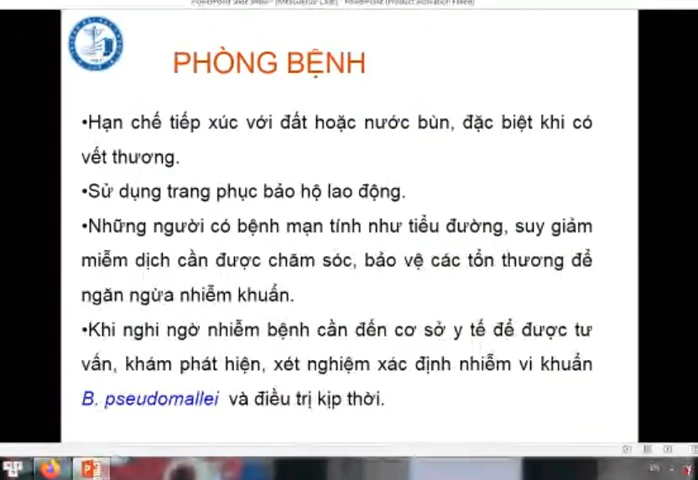 PHÒNG BỆNH
•Hạn chế tiếp xúc với đất hoặc nước bùn, đặc biệt khi có
vết thương.
•Sử dụng trang phục bảo hộ lao động.
•Những người có bệnh mạn tính như tiểu đường, suy giảm
miễm dịch cần được chăm sóc, bảo vệ các tổn thương để
ngăn ngừa nhiễm khuẩn.
•Khi nghi ngờ nhiễm bệnh cần đến cơ sở y tế để được tư
vấn, khám phát hiện, xét nghiệm xác định nhiễm vi khuẩn
B. pseudomallei và điều trị kịp thời.
EN